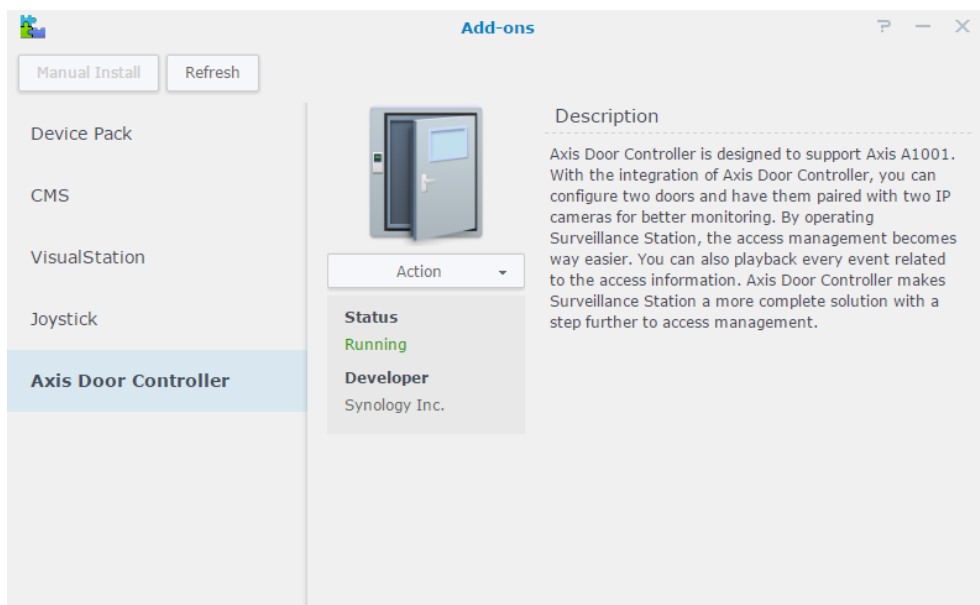 Add-ons
Manual Install
Refresh
Device Pack
CMS
VisualStation
Joystick
Axis Door Controller
Action
Status
Running
Developer
Synology Inc.
Description
Axis Door Controller is designed to support Axis A1001.
With the integration of Axis Door Controller, you can
configure two doors and have them paired with two IP
cameras for better monitoring. By operating
Surveillance Station, the access management becomes
way easier. You can also playback every event related
to the access information. Axis Door Controller makes
Surveillance Station a more complete solution with a
step further to access management.